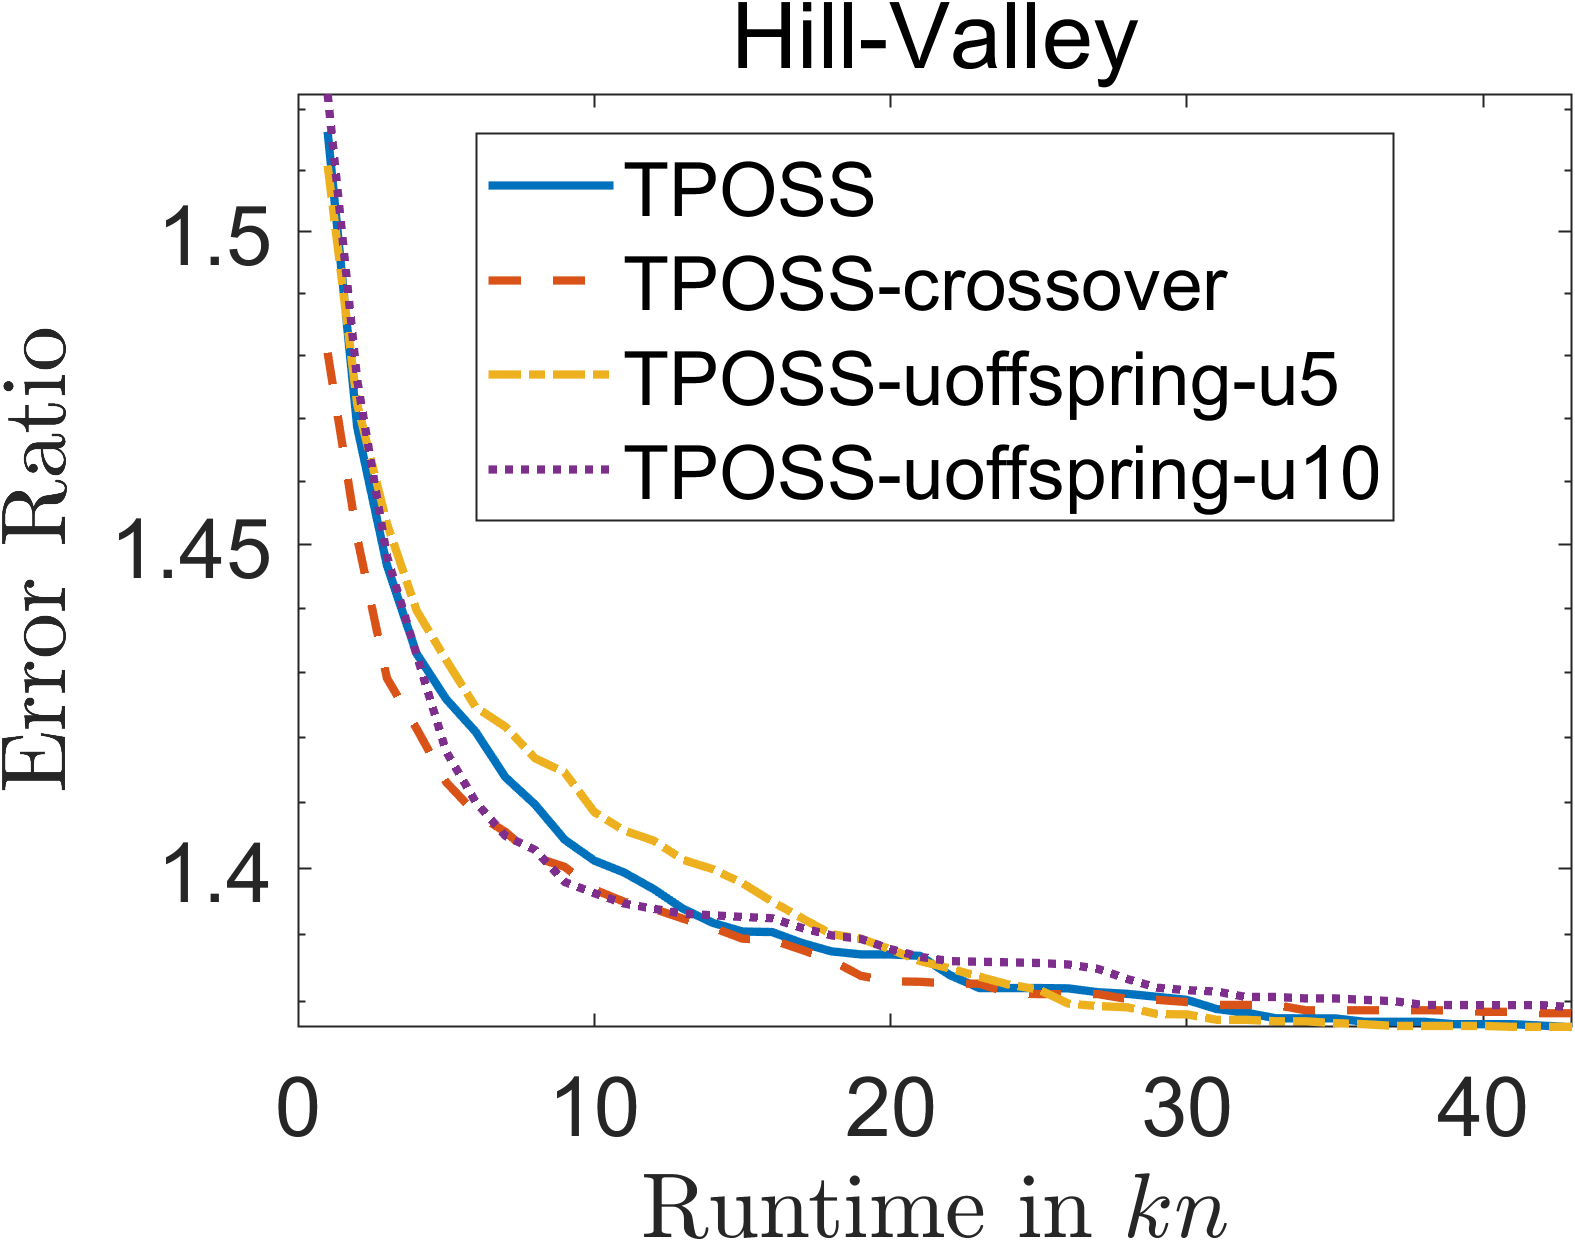 Hill-Valley
TPOSS
TPOSS-crossover
TPOSS-uoffspring-u5
TPOSS-uoffspring-u10
Error Ratio
1.5
1.45
1.4
0 10 20 30 40
Runtime in kn